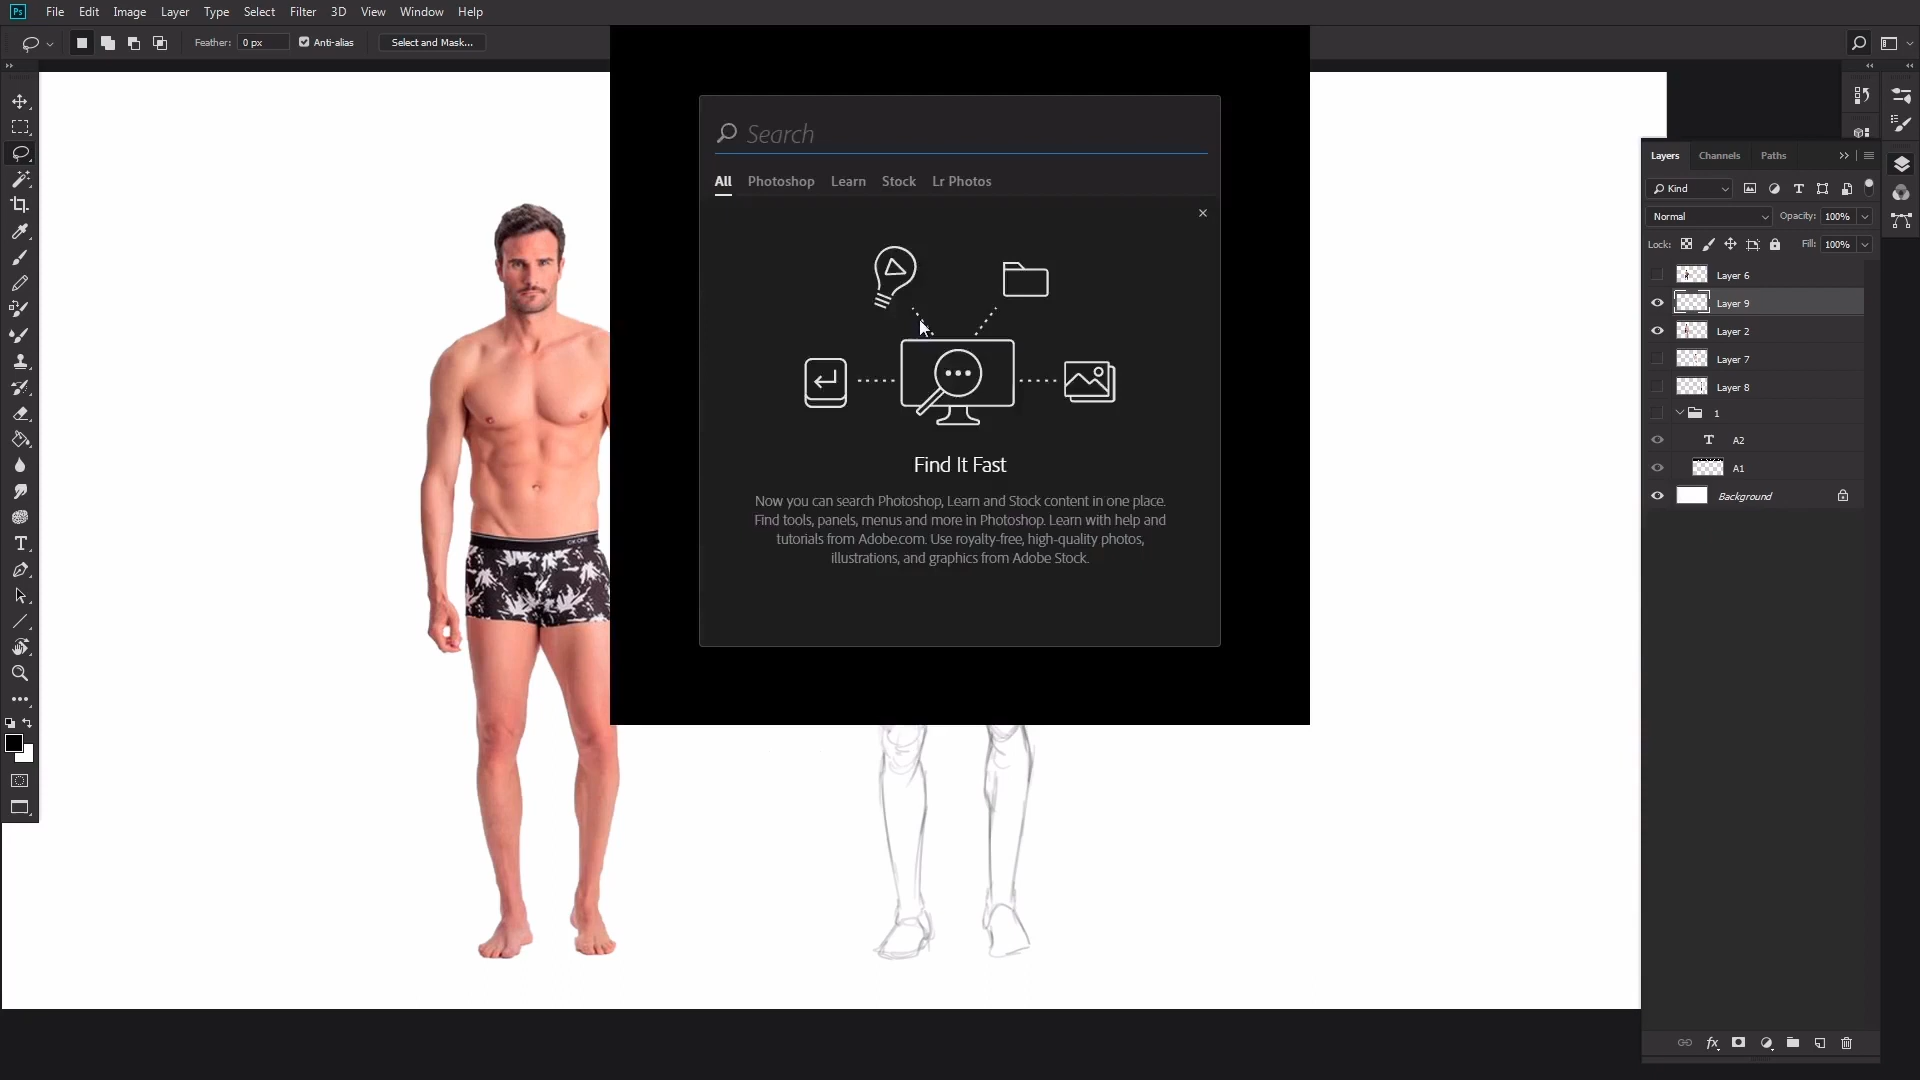 Ps File Edit Image Layer Type Select Filter 3D View Window Help
Feather: 0 px Anti-alias Select and Mask...
Search
All Photoshop Learn Stock Lr Photos
Find It Fast
Now you can search Photoshop, Learn and Stock content in one place.
Find tools, panels, menus and more in Photoshop. Learn with help and
tutorials from Adobe.com. Use royalty-free, high-quality photos,
illustrations, and graphics from Adobe Stock.
CK ONE
Layers Channels Paths
Kind
Normal Opacity: 100%
Lock: Fill: 100%
Layer 6
Layer 9
Layer 2
Layer 7
Layer 8
1
T A2
A1
Background
fx